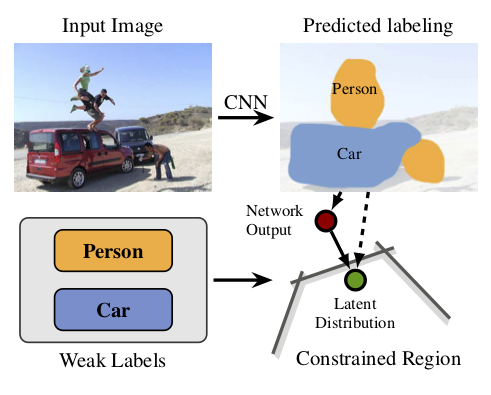 Input Image
Predicted labeling
CNN
Person
Car
Network
Output
Person
Car
Latent
Distribution
Weak Labels
Constrained Region